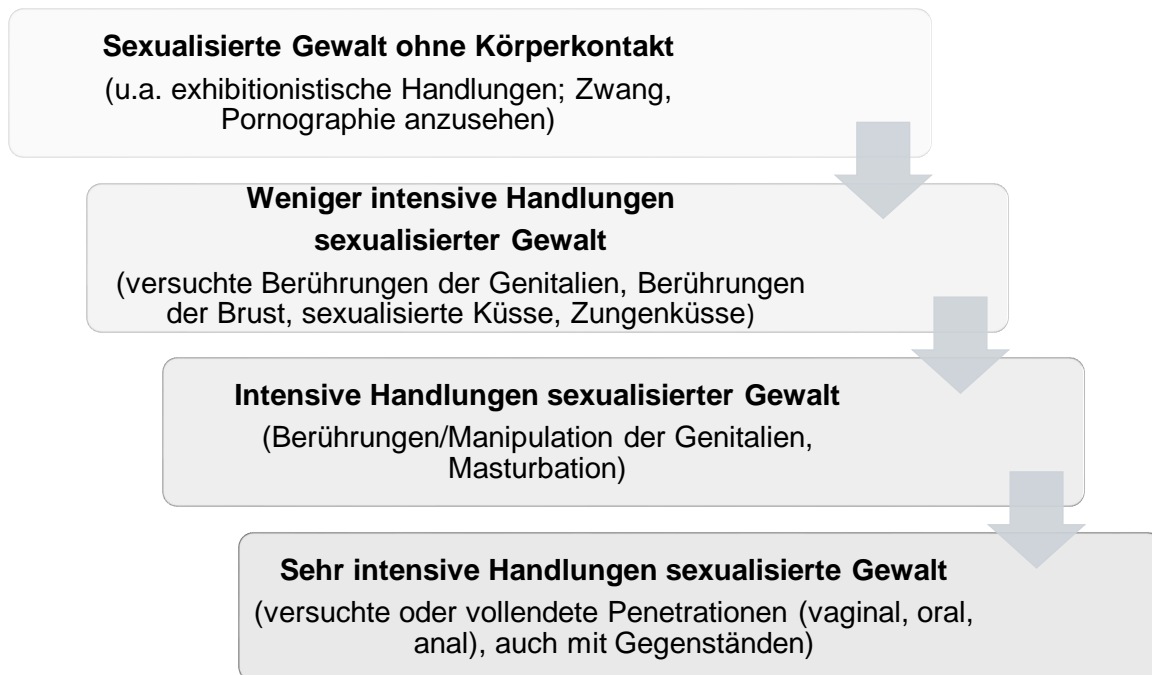 Sexualisierte Gewalt ohne Körperkontakt
(u.a. exhibitionistische Handlungen; Zwang,
Pornographie anzusehen)
Weniger intensive Handlungen
sexualisierter Gewalt
(versuchte Berührungen der Genitalien, Berührungen
der Brust, sexualisierte Küsse, Zungenküsse)
Intensive Handlungen sexualisierter Gewalt
(Berührungen/Manipulation der Genitalien,
Masturbation)
Sehr intensive Handlungen sexualisierte Gewalt
(versuchte oder vollendete Penetrationen (vaginal, oral,
anal), auch mit Gegenständen)